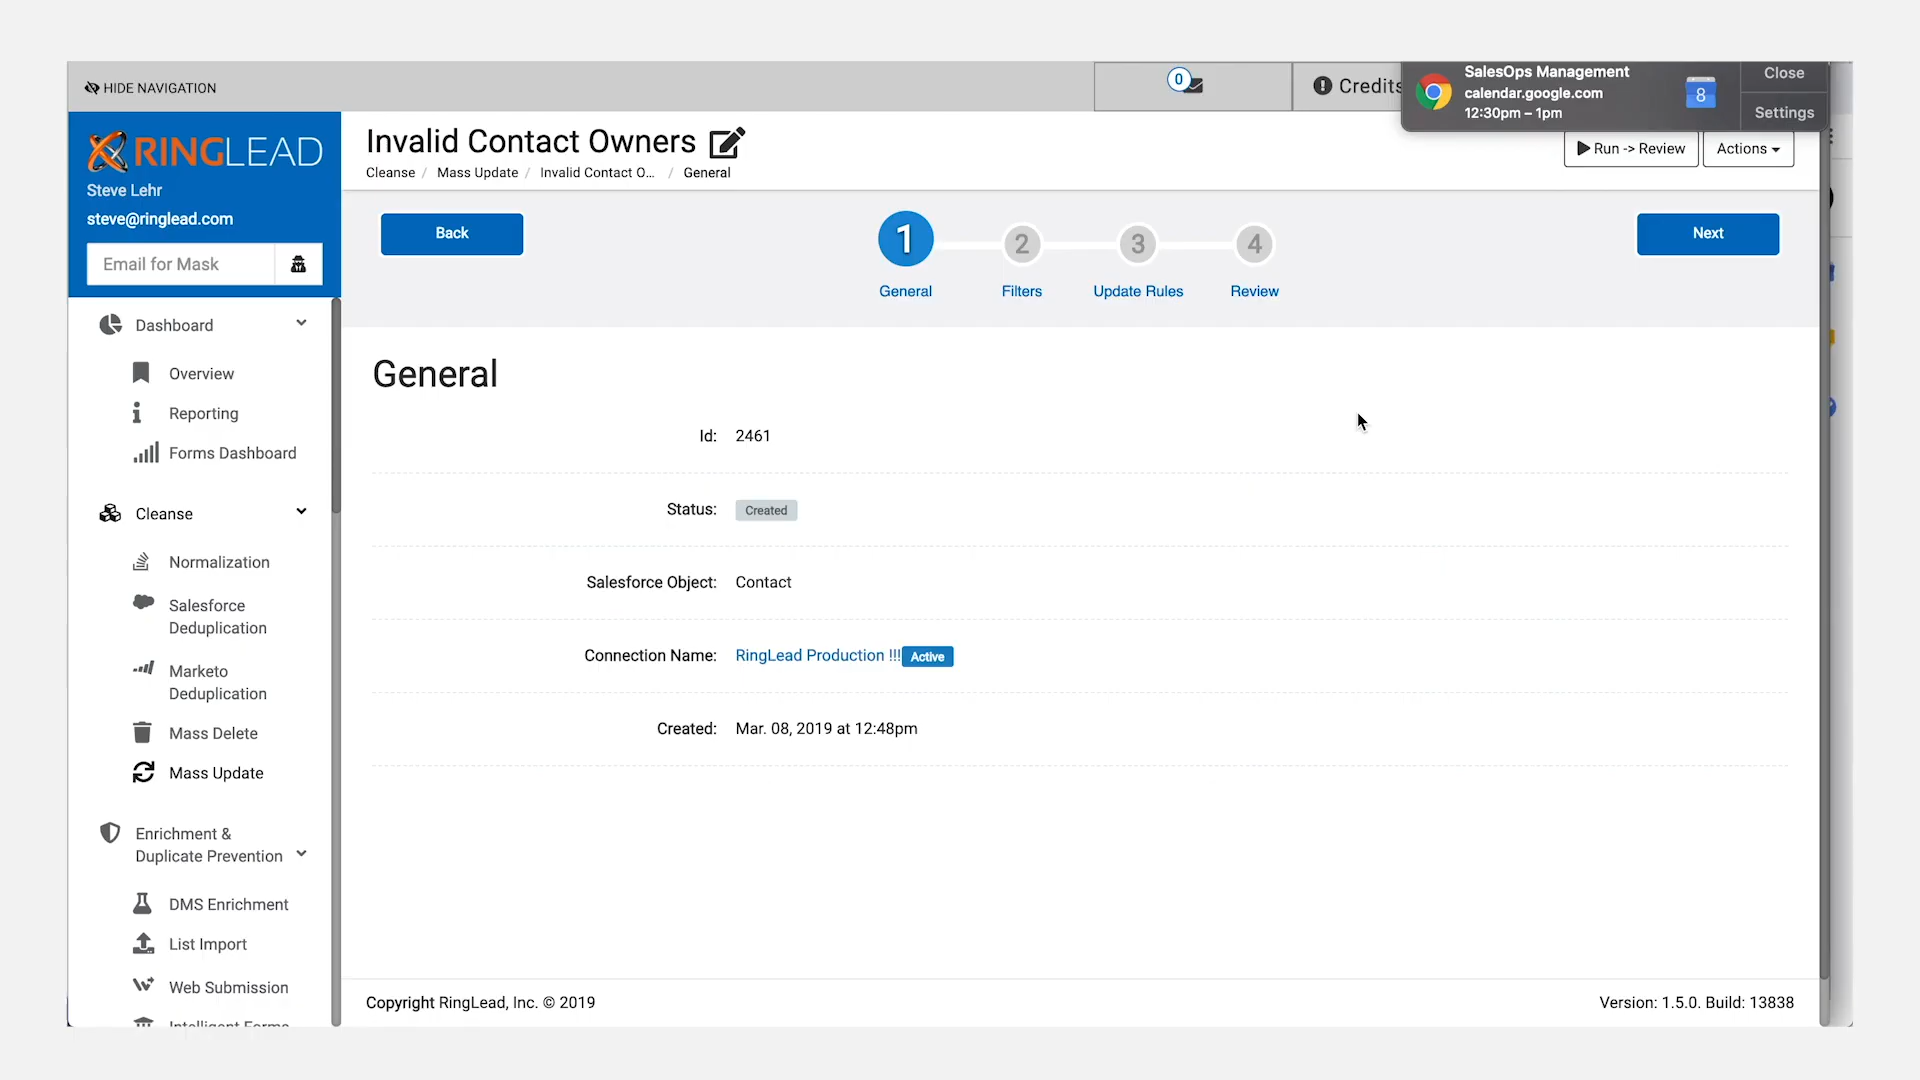 HIDE NAVIGATION
0
Credits
SalesOps Management
calendar.google.com
12:30pm – 1pm
8
Close
Settings
RINGLEAD
Steve Lehr
steve@ringlead.com
Email for Mask
Invalid Contact Owners
Cleanse / Mass Update / Invalid Contact O... / General
Run -> Review
Actions
Back
1
2
3
4
Next
General
Filters
Update Rules
Review
Dashboard
Overview
Reporting
Forms Dashboard
Cleanse
Normalization
Salesforce
Deduplication
Marketo
Deduplication
Mass Delete
Mass Update
Enrichment &
Duplicate Prevention
DMS Enrichment
List Import
Web Submission
Intelligent Forms
General
Id: 2461
Status: Created
Salesforce Object: Contact
Connection Name: RingLead Production !!! Active
Created: Mar. 08, 2019 at 12:48pm
Copyright RingLead, Inc. © 2019
Version: 1.5.0. Build: 13838